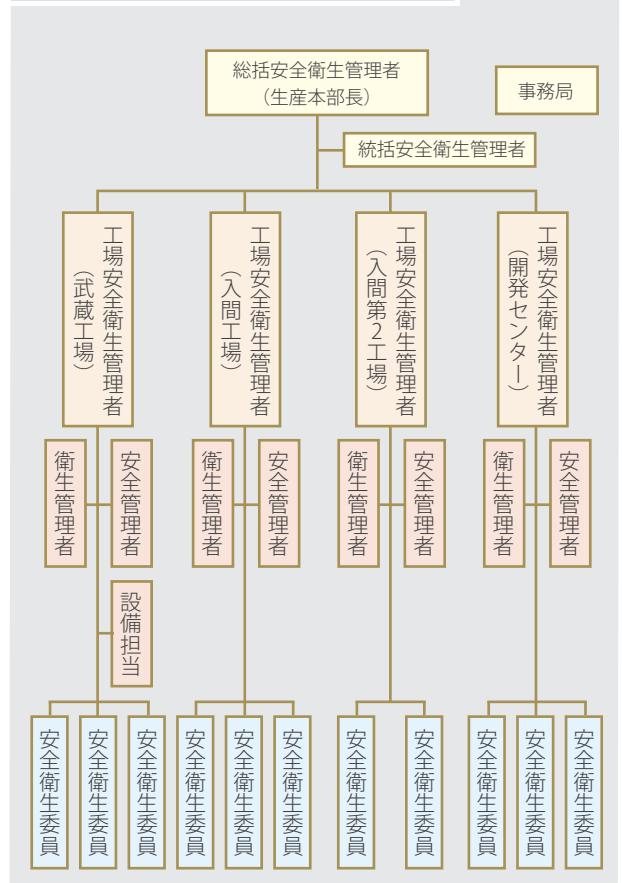 総括安全衛生管理者
（生産本部長）
事務局
統括安全衛生管理者
工場安全衛生管理者
（武蔵工場）
工場安全衛生管理者
（入間工場）
工場安全衛生管理者
（入間第2工場）
工場安全衛生管理者
（開発センター）
衛生管理者
安全管理者
衛生管理者
安全管理者
衛生管理者
安全管理者
衛生管理者
安全管理者
設備担当
安全衛生委員
安全衛生委員
安全衛生委員
安全衛生委員
安全衛生委員
安全衛生委員
安全衛生委員
安全衛生委員
安全衛生委員
安全衛生委員
安全衛生委員